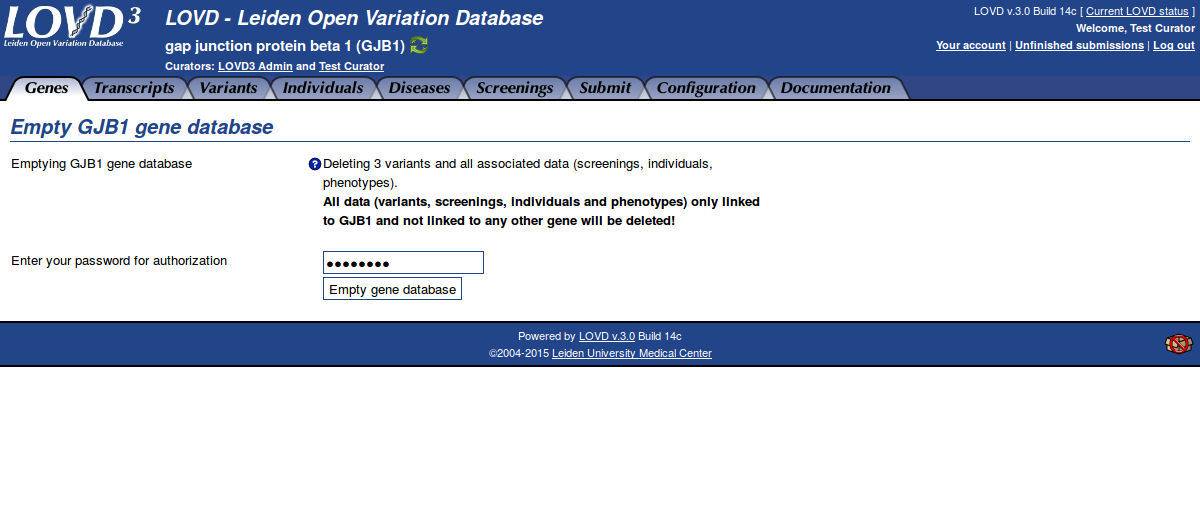 LOVD 3
Leiden Open Variation Database
LOVD - Leiden Open Variation Database
gap junction protein beta 1 (GJB1)
Curators: LOVD3 Admin and Test Curator
LOVD v.3.0 Build 14c [ Current LOVD status ]
Welcome, Test Curator
Your account | Unfinished submissions | Log out
Genes Transcripts Variants Individuals Diseases Screenings Submit Configuration Documentation
Empty GJB1 gene database
Emptying GJB1 gene database
? Deleting 3 variants and all associated data (screenings, individuals,
phenotypes).
All data (variants, screenings, individuals and phenotypes) only linked
to GJB1 and not linked to any other gene will be deleted!
Enter your password for authorization
●●●●●●●●
Empty gene database
Powered by LOVD v.3.0 Build 14c
©2004-2015 Leiden University Medical Center